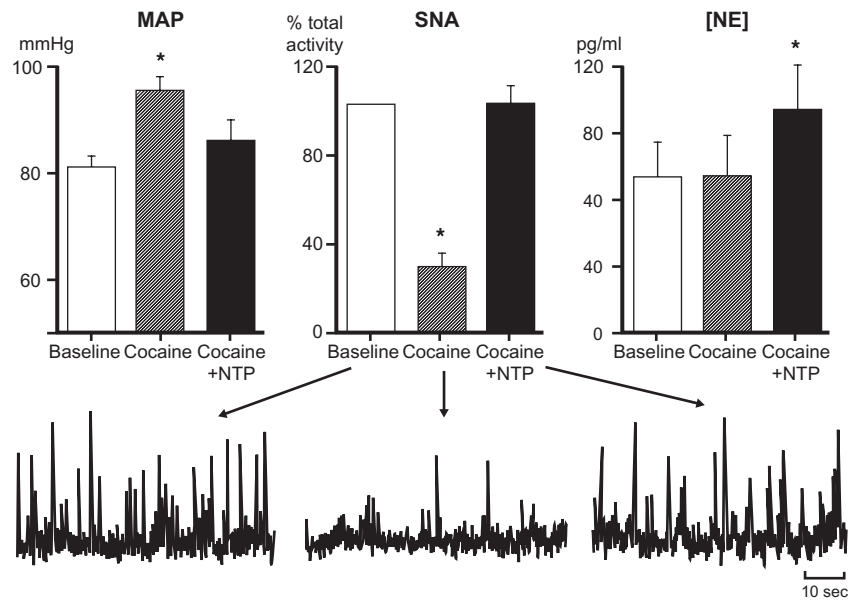 MAP
mmHg
100
80
60
*
Baseline Cocaine Cocaine
+NTP
SNA
% total
activity
120
80
40
0
*
Baseline Cocaine Cocaine
+NTP
[NE]
pg/ml
120
80
40
40
0
*
Baseline Cocaine Cocaine
+NTP
10 sec